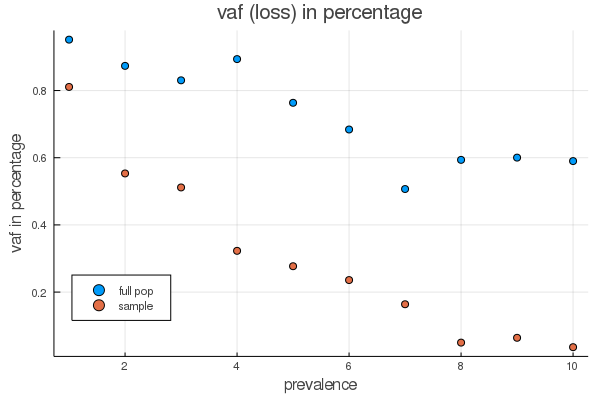 vaf (loss) in percentage
vaf in percentage
0.8
0.6
0.4
0.2
full pop
sample
2
4
6
8
10
prevalence